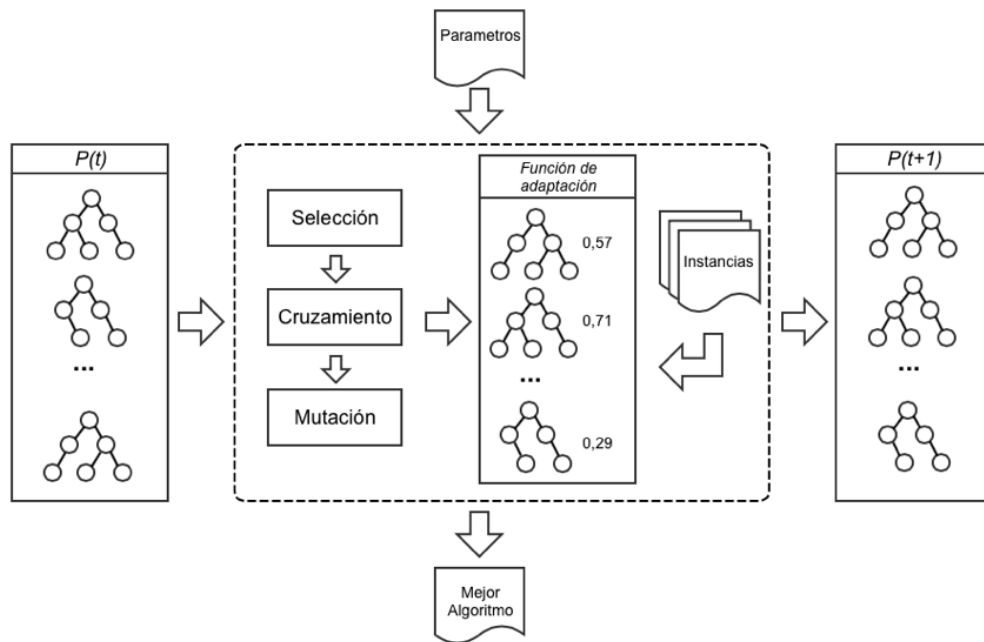 Parametros
P(t)
...
Selección
Cruzamiento
Mutación
Función de
adaptación
0,57
0,71
...
0,29
Instancias
P(t+1)
...
Mejor
Algoritmo